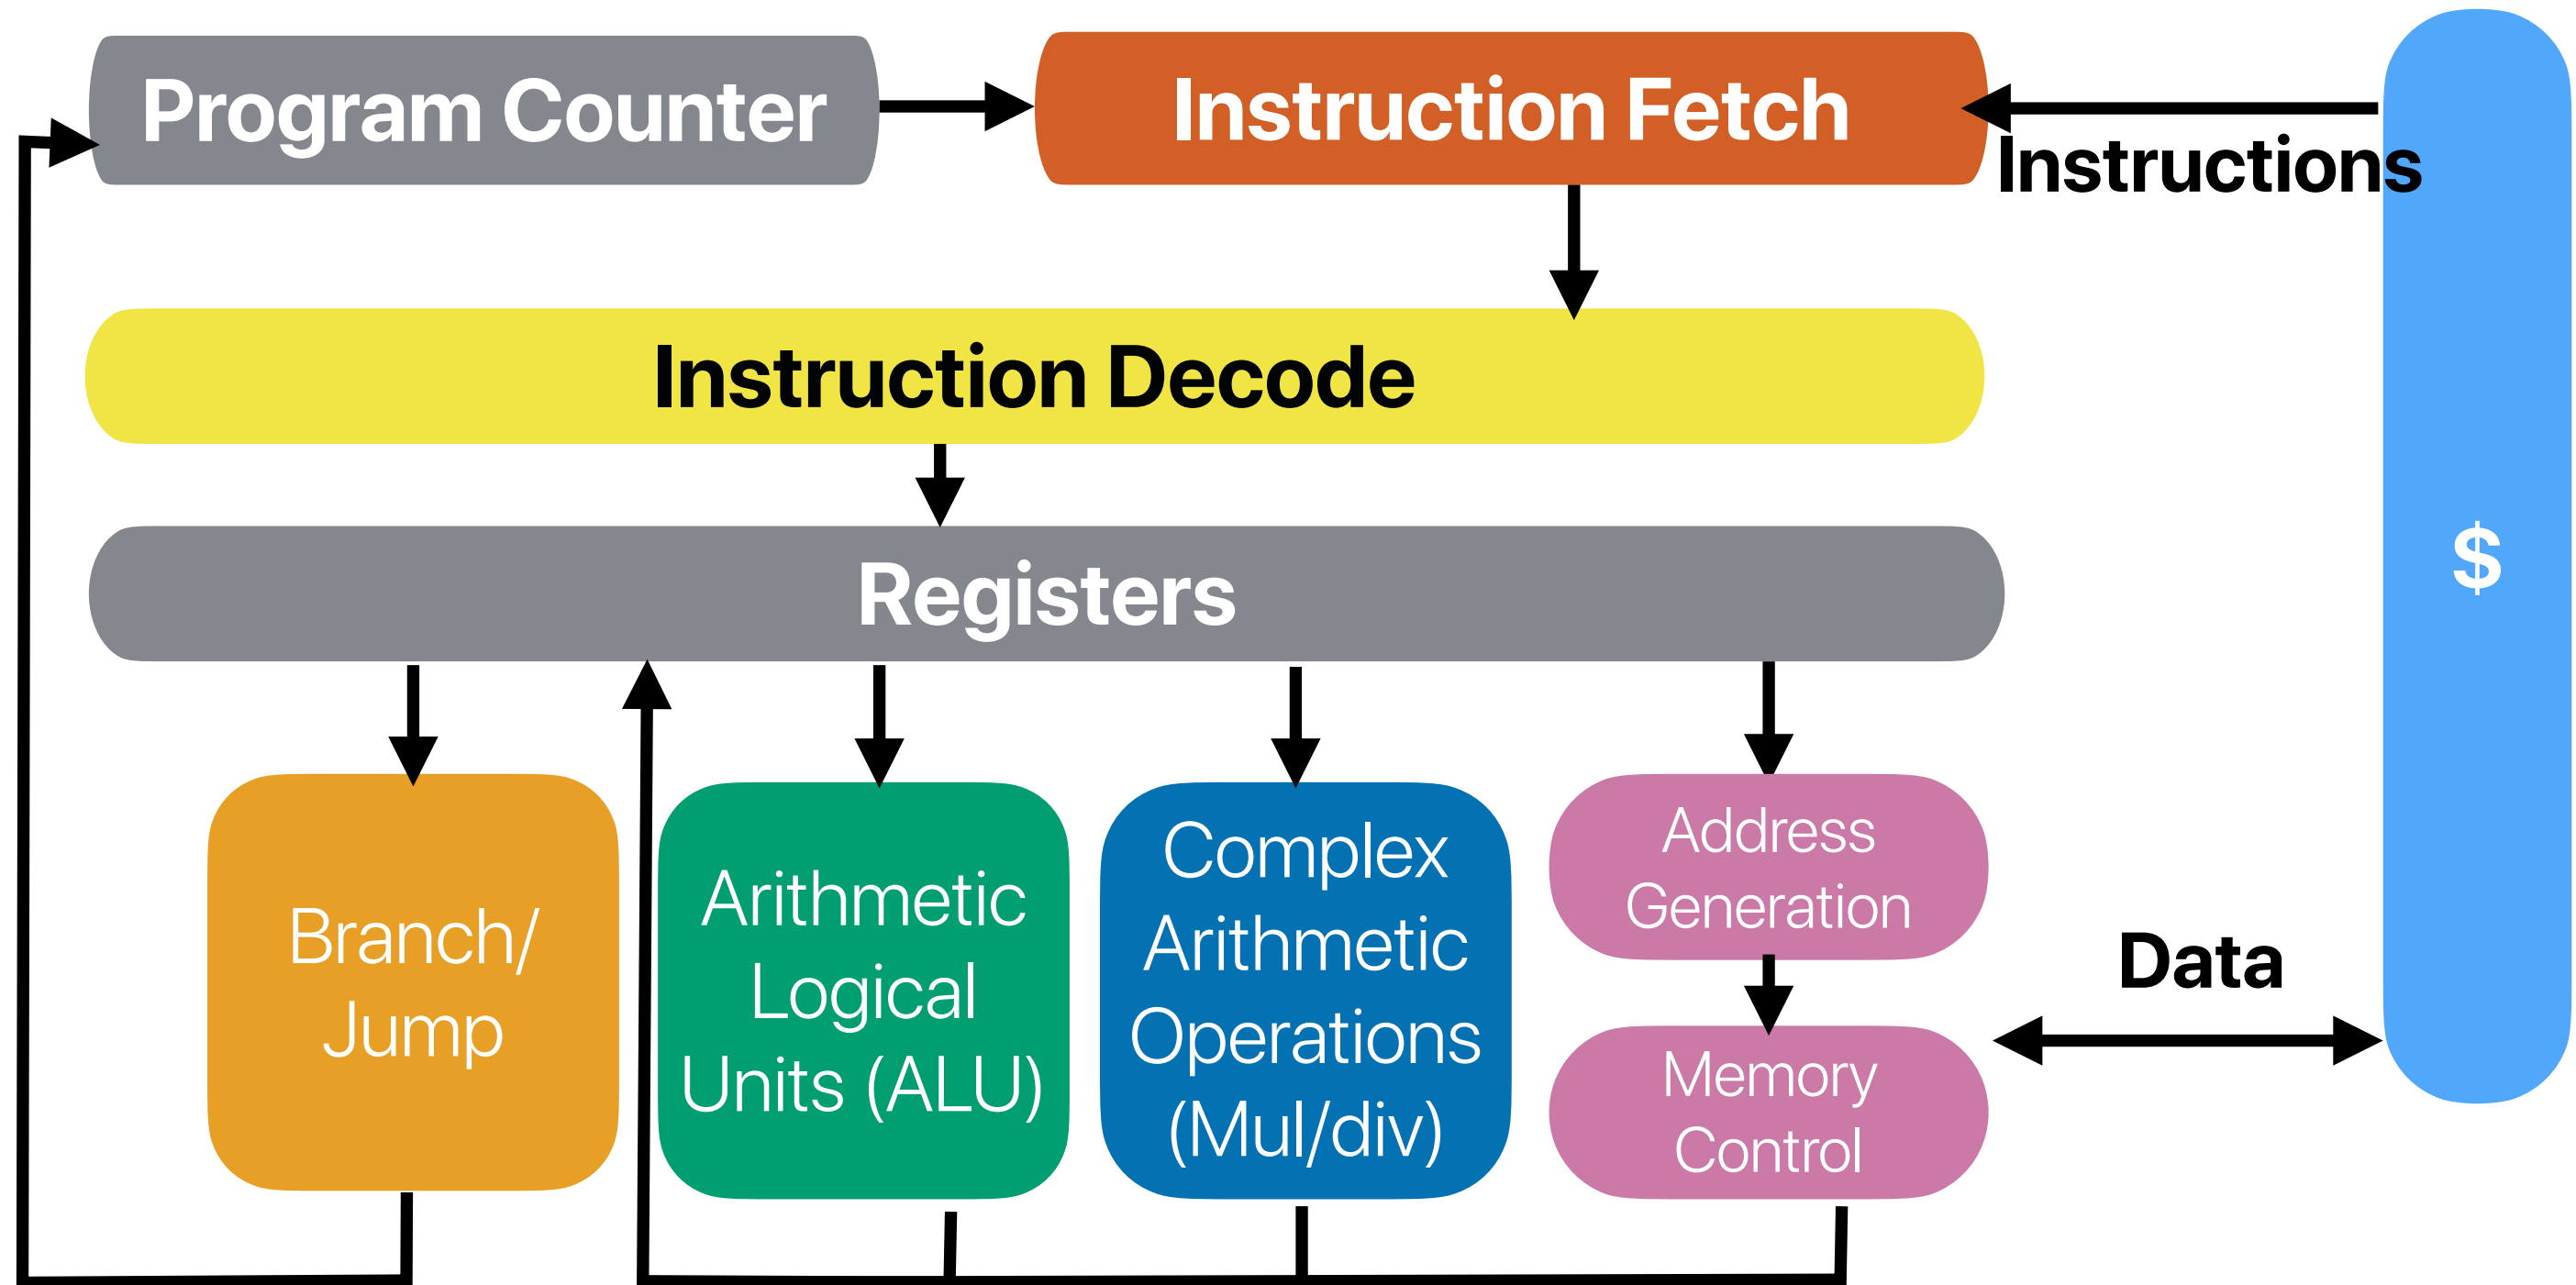 Program Counter
Instruction Fetch
Instructions
Instruction Decode
$
Registers
Branch/
Jump
Arithmetic
Logical
Units (ALU)
Complex
Arithmetic
Operations
(Mul/div)
Address
Generation
Memory
Control
Data